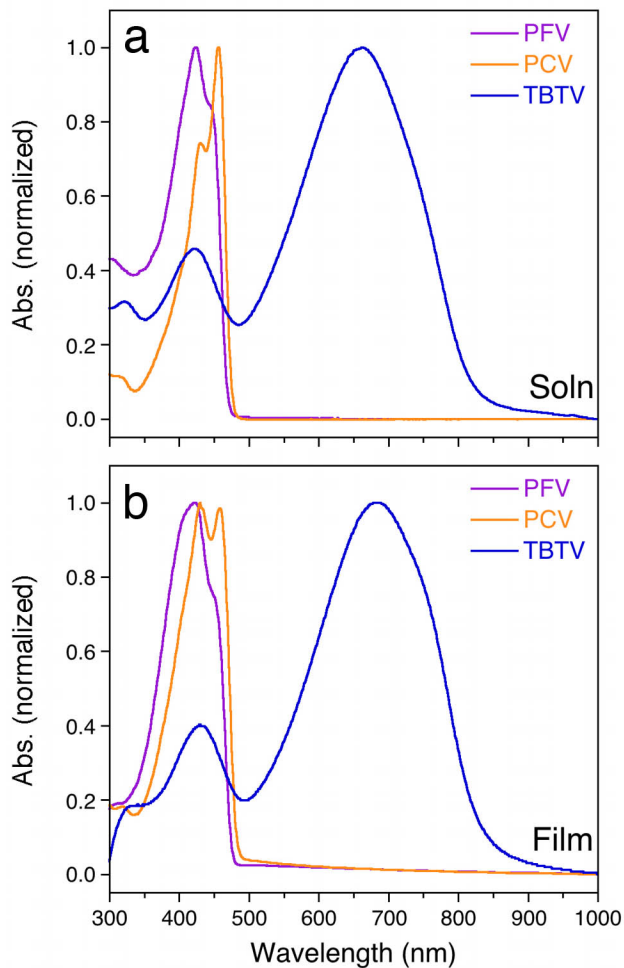 a
PFV
PCV
TBTV
1.0
0.8
0.6
0.4
0.2
0.0
Abs. (normalized)
Soln
b
PFV
PCV
TBTV
1.0
0.8
0.6
0.4
0.2
0.0
Abs. (normalized)
Film
300 400 500 600 700 800 900 1000
Wavelength (nm)